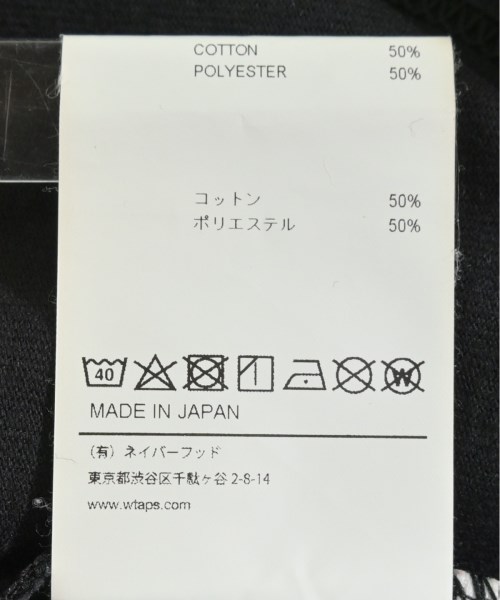 COTTON 50%
POLYESTER 50%
コットン 50%
ポリエステル 50%
40 W
MADE IN JAPAN
(有) ネイバーフッド
東京都渋谷区千駄ヶ谷 2-8-14
www.wtaps.com